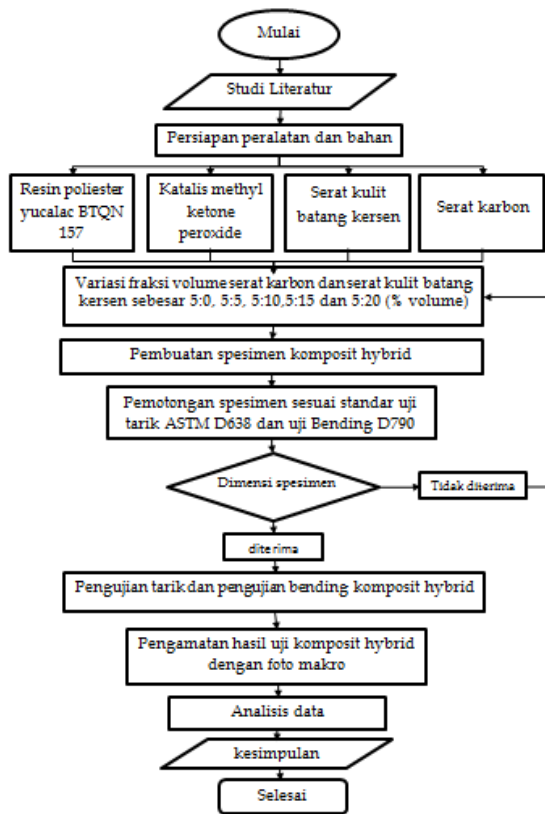 Mulai
Studi Literatur
Persiapan peralatan dan bahan
Resin poliester
yucalac BTQN
157
Katalis methyl
ketone
peroxide
Serat kulit
batang kersen
Serat karbon
Variasi fraksi volume serat karbon dan serat kulit batang
kersen sebesar 5:0, 5:5, 5:10,5:15 dan 5:20 (% volume)
Pembuatan spesimen komposit hybrid
Pemotongan spesimen sesuai standar uji
tarik ASTM D638 dan uji Bending D790
Dimensi spesimen
Tidak diterima
diterima
Pengujian tarik dan pengujian bending komposit hybrid
Pengamatan hasil uji komposit hybrid
dengan foto makro
Analisis data
kesimpulan
Selesai